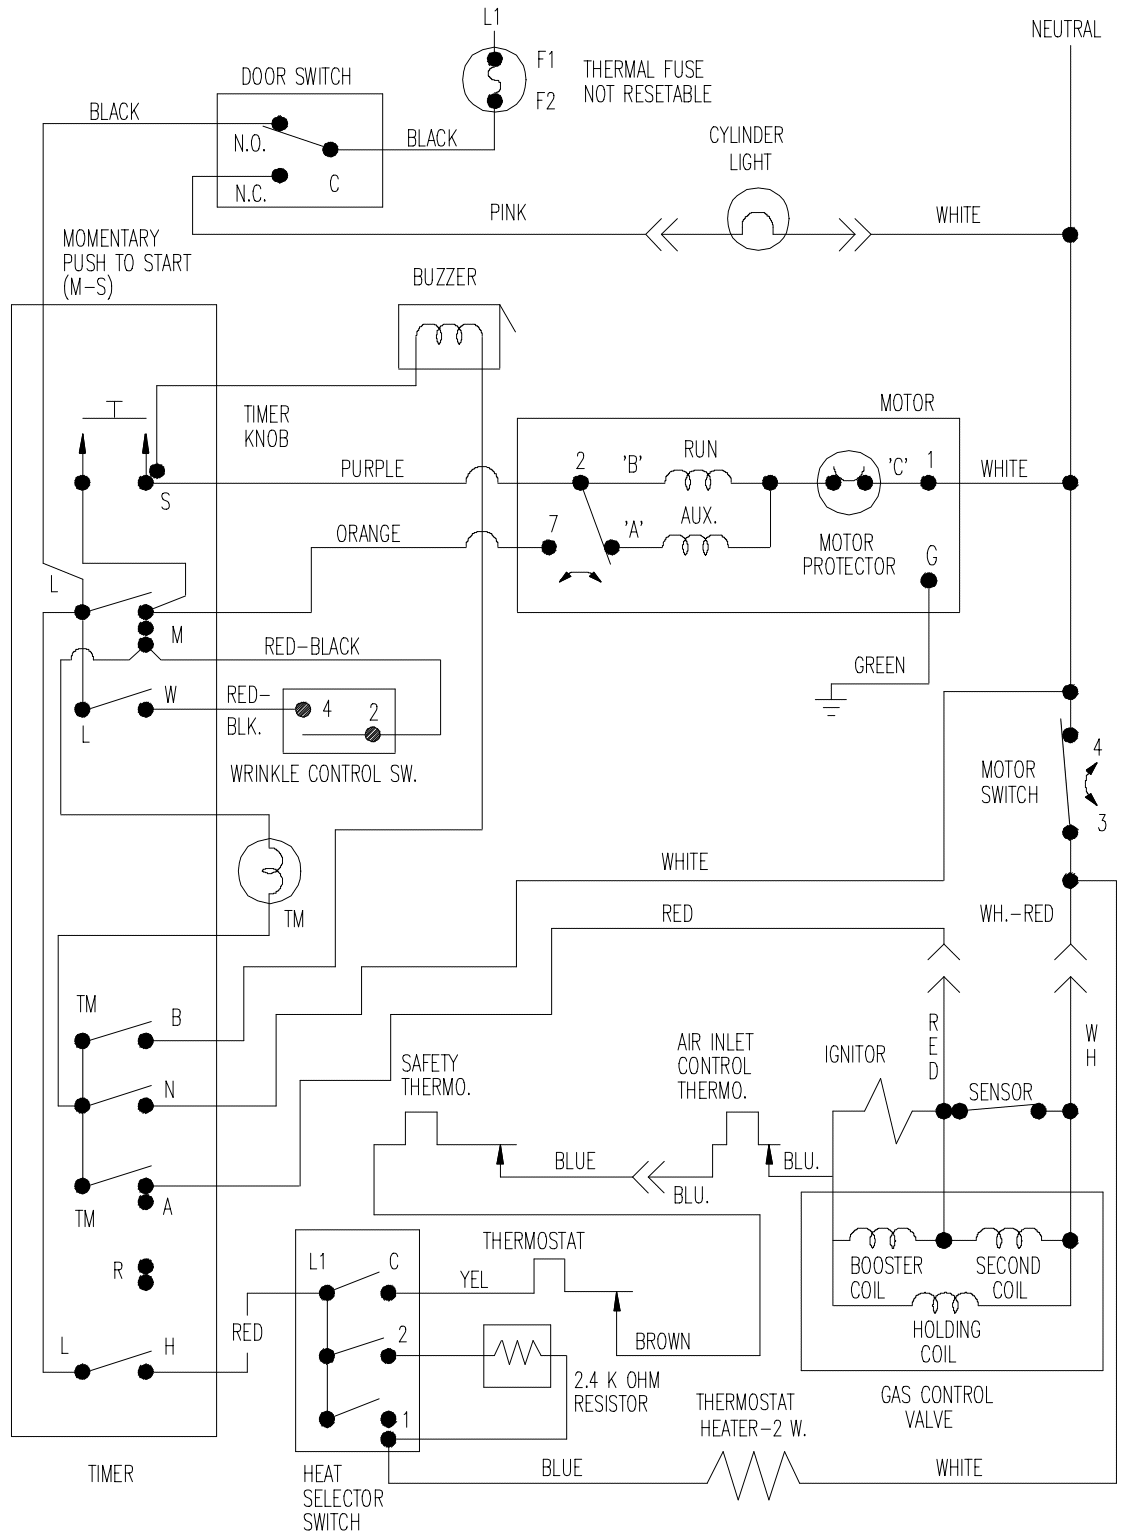 L1
NEUTRAL
F1
THERMAL FUSE
NOT RESETABLE
F2
DOOR SWITCH
BLACK
N.O.
BLACK
C
N.C.
CYLINDER
LIGHT
PINK
WHITE
MOMENTARY
PUSH TO START
(M-S)
BUZZER
TIMER
KNOB
MOTOR
PURPLE
S
2
'B'
RUN
'C'
1
WHITE
ORANGE
7
'A'
AUX.
MOTOR
PROTECTOR
G
L
M
RED-BLACK
GREEN
W
RED-
BLK.
4
2
L
WRINKLE CONTROL SW.
MOTOR
SWITCH
4
3
WHITE
TM
RED
WH.-RED
TM
B
N
TM
A
R
L
H
TIMER
SAFETY
THERMO.
AIR INLET
CONTROL
THERMO.
IGNITOR
R
E
D
W
H
SENSOR
BLUE
BLU.
BLU.
THERMOSTAT
BOOSTER
COIL
SECOND
COIL
HOLDING
COIL
GAS CONTROL
VALVE
L1
C
YEL
RED
2
BROWN
2.4 K OHM
RESISTOR
1
THERMOSTAT
HEATER-2 W.
BLUE
WHITE
HEAT
SELECTOR
SWITCH